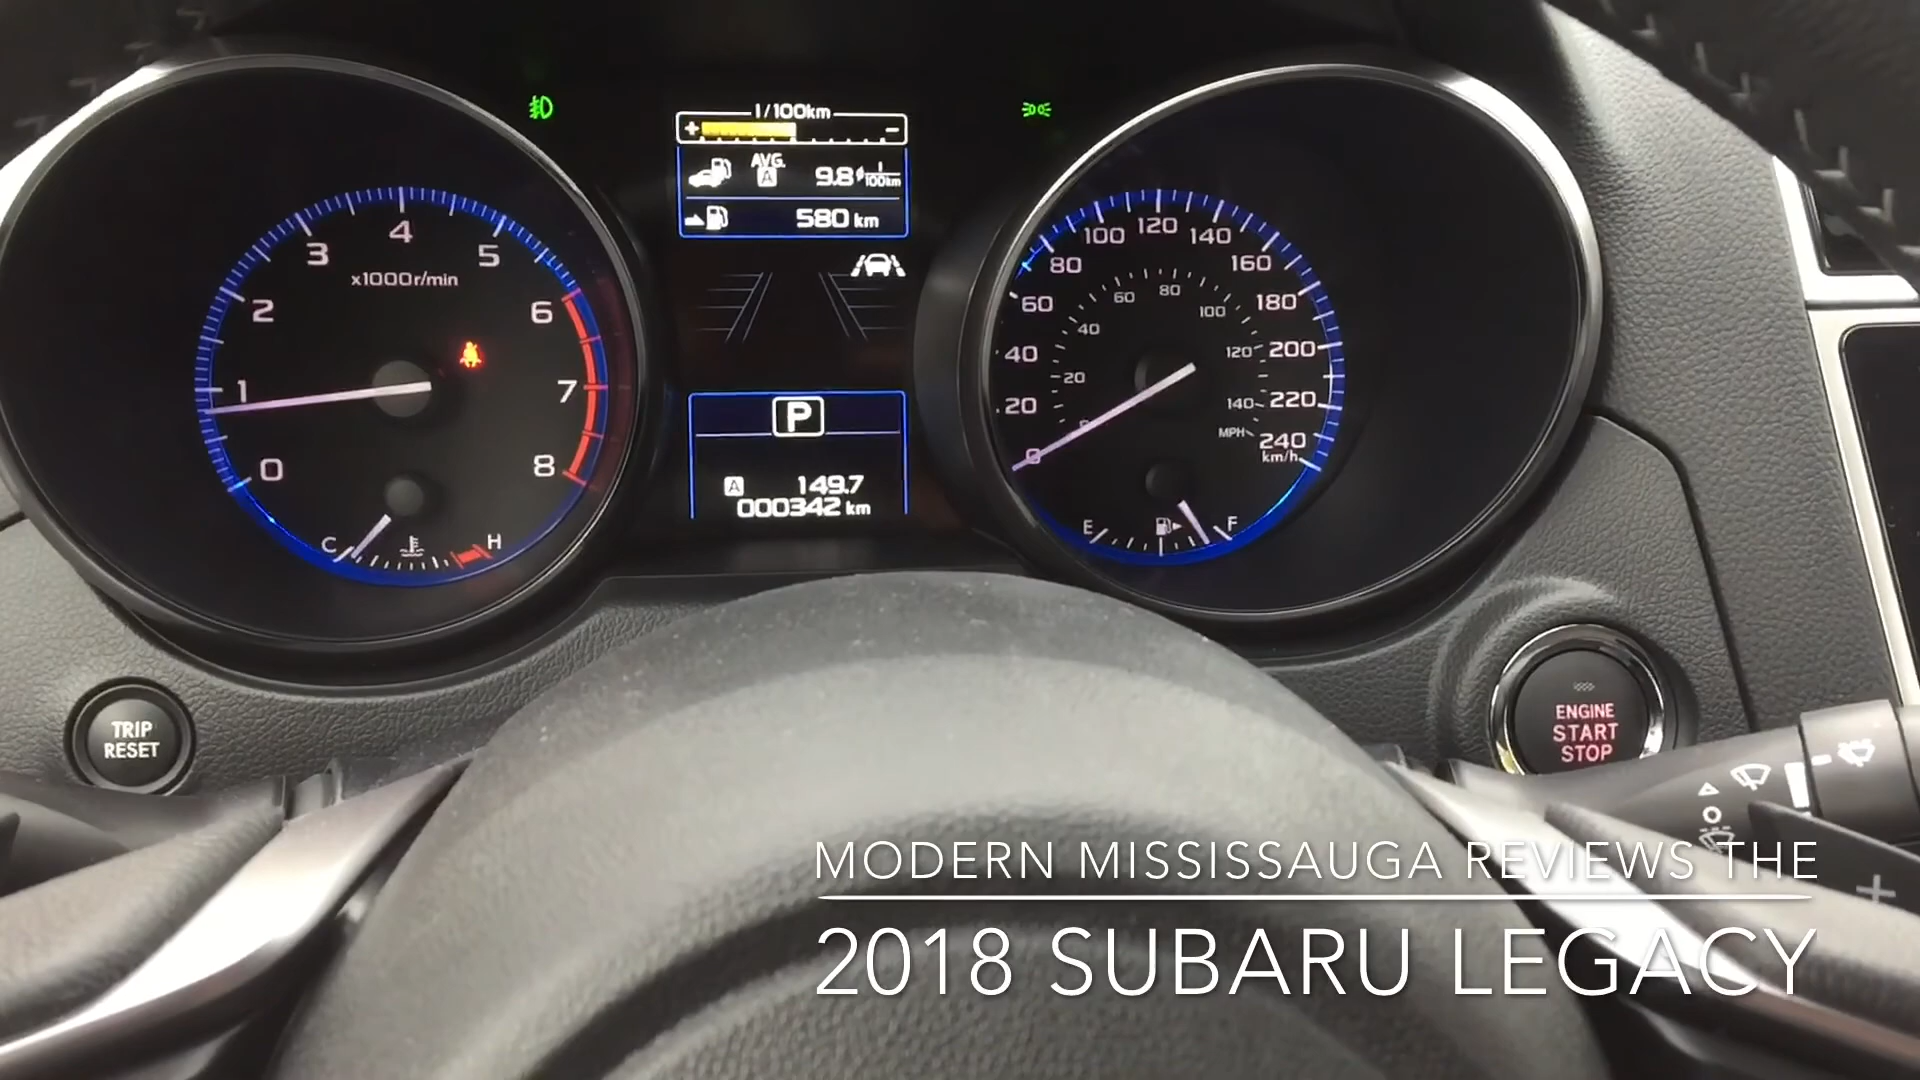 l/100km
+ -
AVG.
A 9.8 l/100km
580 km
0 1 2 3 4 5 6 7 8
x1000r/min
C H
P
A 149.7
000342 km
0 20 40 60 80 100 120 140 160 180 200 220 240
km/h
20 40 60 80 100 120 140
MPH
E F
TRIP
RESET
ENGINE
START
STOP
MODERN MISSISSAUGA REVIEWS THE
2018 SUBARU LEGACY
+